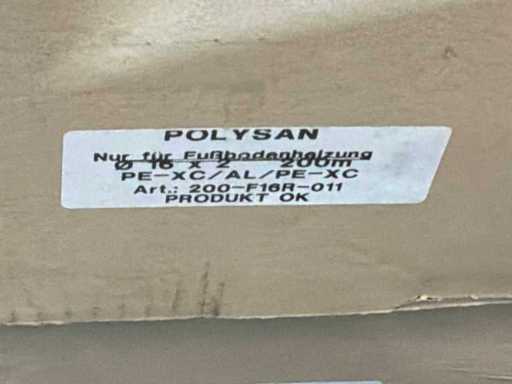 POLYSAN
Nur für Fußbodenheizung
Ø 16 x 2 200m
PE-XC/AL/PE-XC
Art.: 200-F16R-011
PRODUKT OK